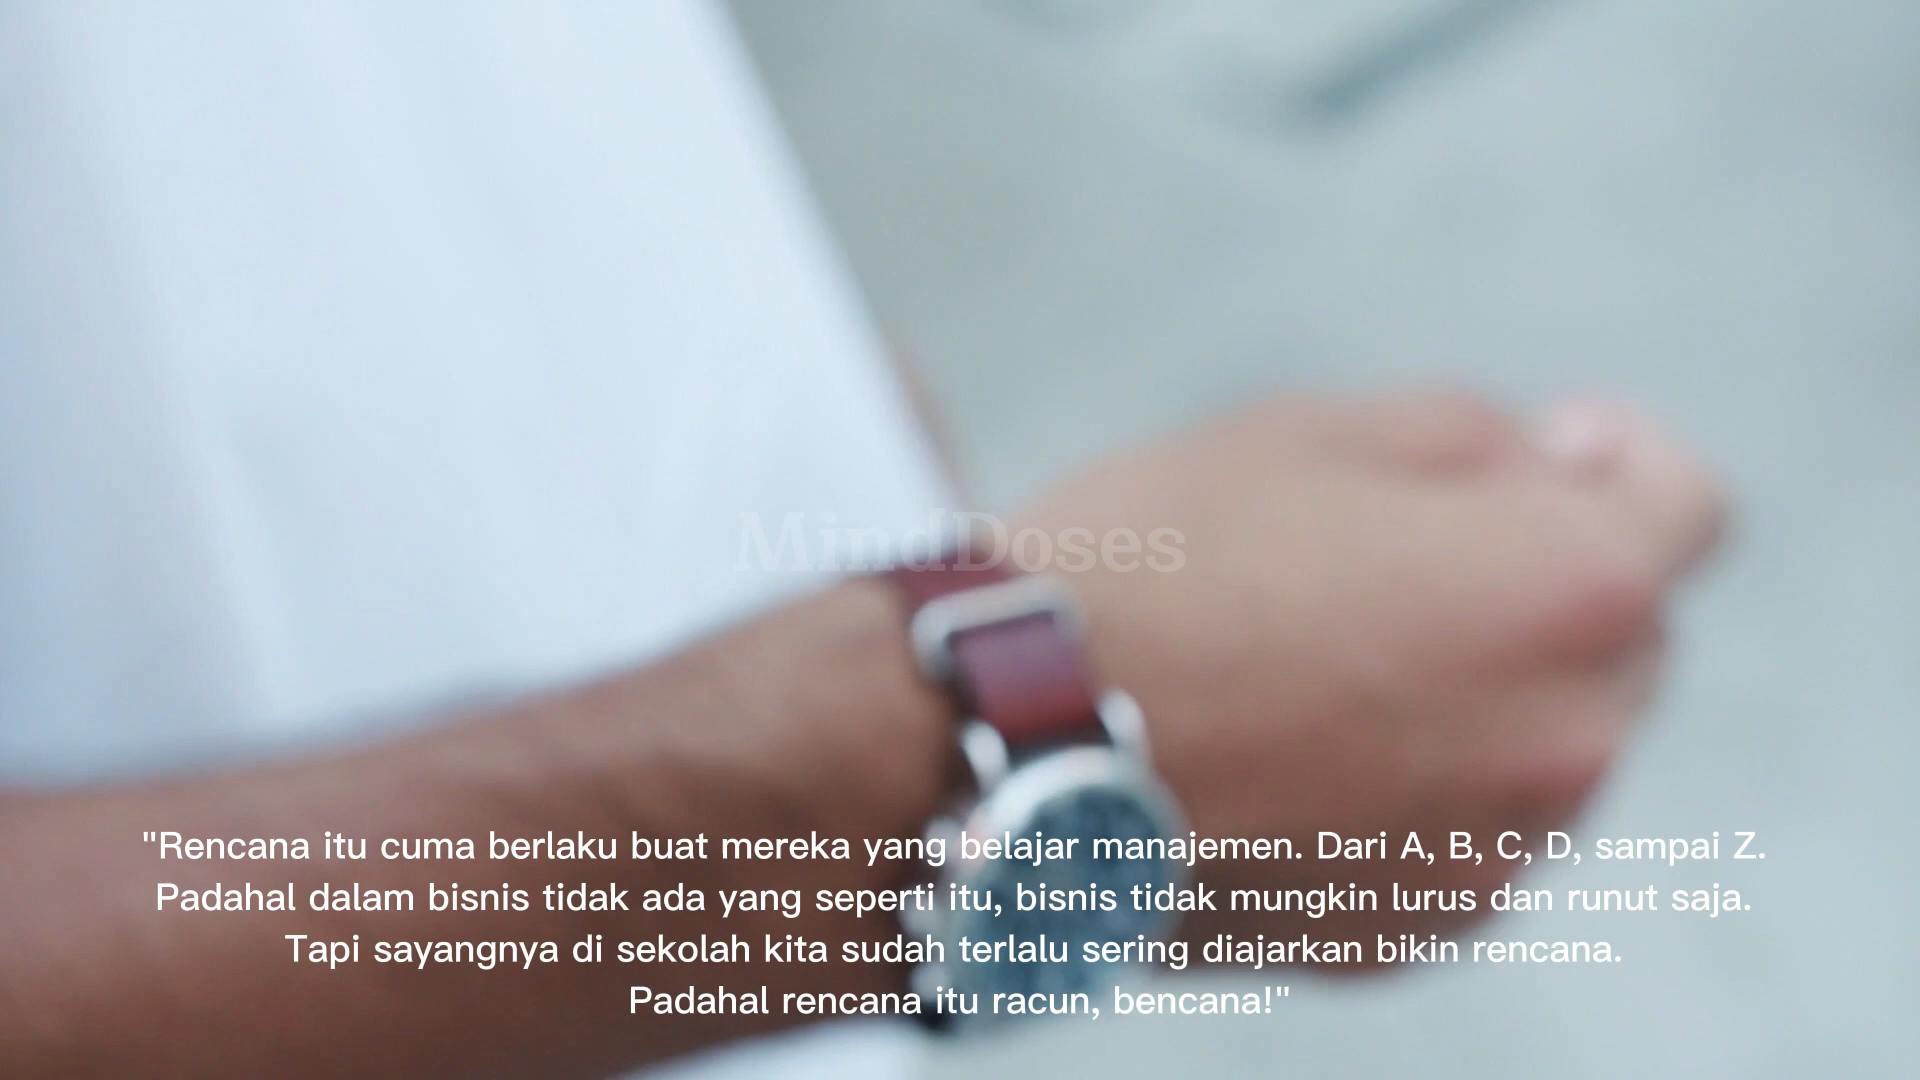 MindDoses
"Rencana itu cuma berlaku buat mereka yang belajar manajemen. Dari A, B, C, D, sampai Z.
Padahal dalam bisnis tidak ada yang seperti itu, bisnis tidak mungkin lurus dan runut saja.
Tapi sayangnya di sekolah kita sudah terlalu sering diajarkan bikin rencana.
Padahal rencana itu racun, bencana!"